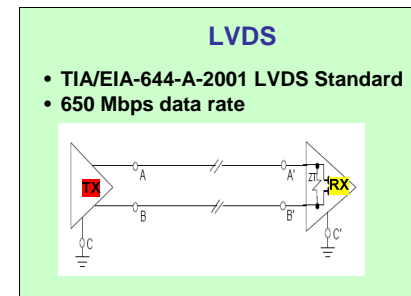 LVDS
• TIA/EIA-644-A-2001 LVDS Standard
• 650 Mbps data rate
A A'
TX ZT RX
B B'
C C'